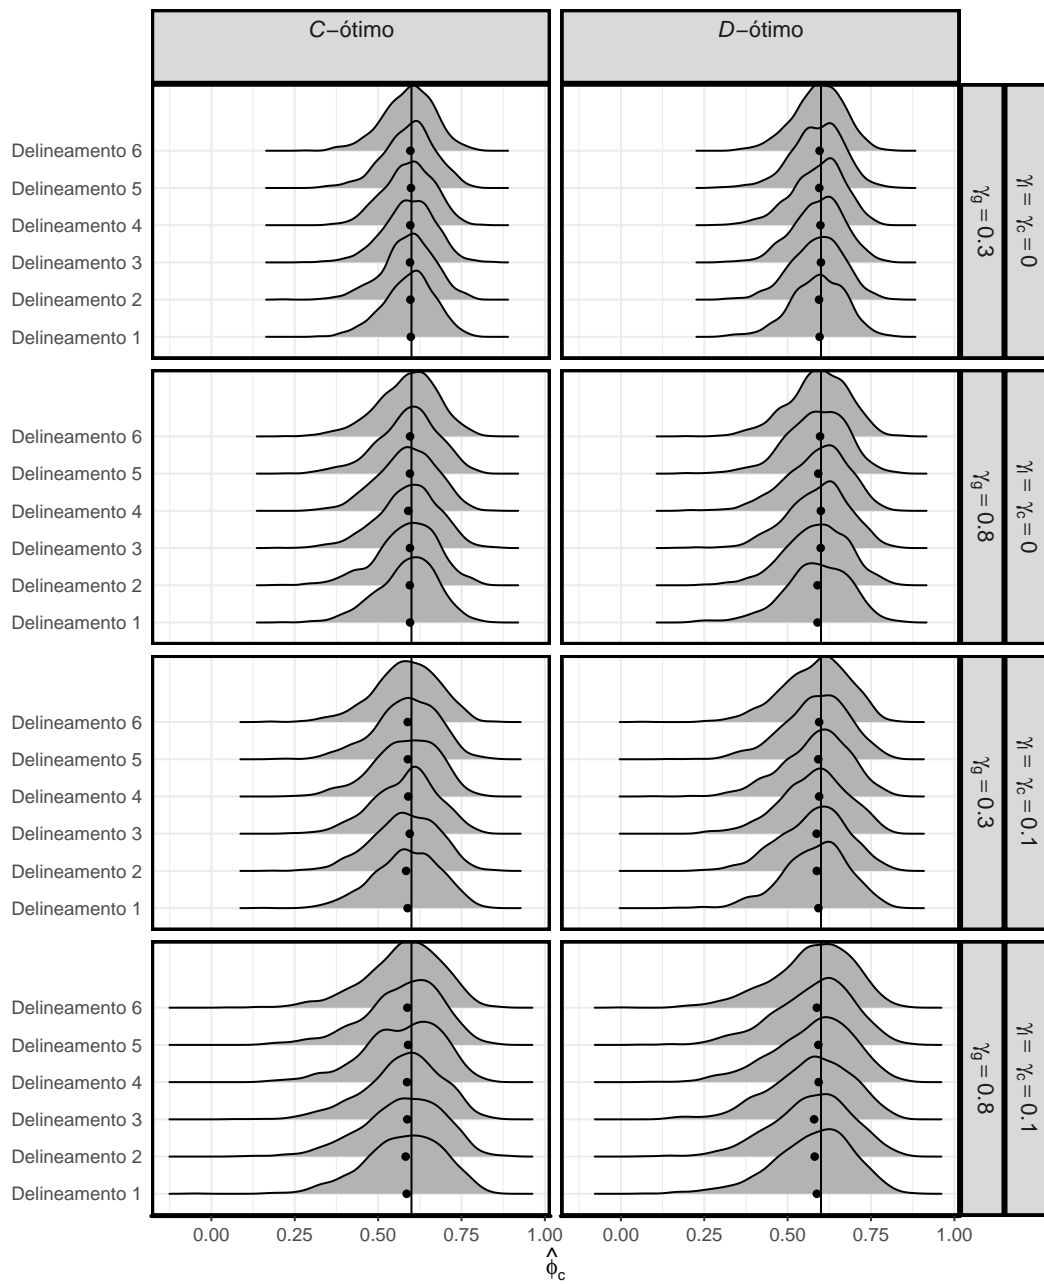 C−ótimo
D−ótimo
Delineamento 6
Delineamento 5
Delineamento 4
Delineamento 3
Delineamento 2
Delineamento 1
γg = 0.3
γl = γc = 0
Delineamento 6
Delineamento 5
Delineamento 4
Delineamento 3
Delineamento 2
Delineamento 1
γg = 0.8
γl = γc = 0
Delineamento 6
Delineamento 5
Delineamento 4
Delineamento 3
Delineamento 2
Delineamento 1
γg = 0.3
γl = γc = 0.1
Delineamento 6
Delineamento 5
Delineamento 4
Delineamento 3
Delineamento 2
Delineamento 1
γg = 0.8
γl = γc = 0.1
0.00 0.25 0.50 0.75 1.00 0.00 0.25 0.50 0.75 1.00
ϕ̂c